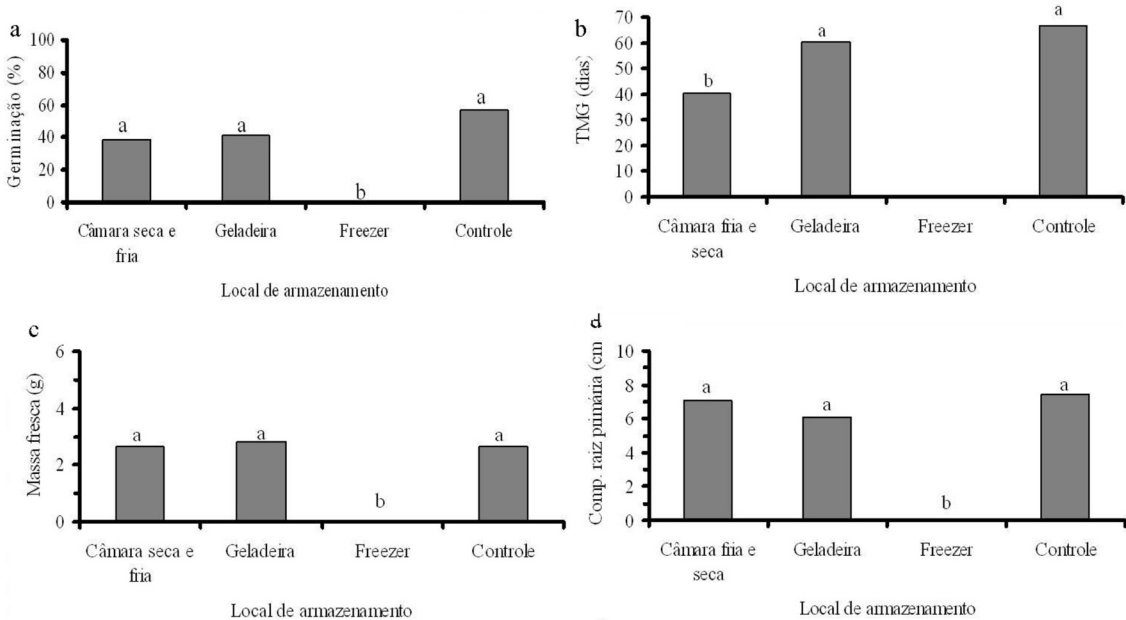 a
Germinação (%)
100
80
60
40
20
0
a
a
b
a
Câmara seca e fria
Geladeira
Freezer
Controle
Local de armazenamento
b
TMG (dias)
70
60
50
40
30
20
10
0
b
a
a
Câmara fria e seca
Geladeira
Freezer
Controle
Local de armazenamento
c
Massa fresca (g)
6
4
2
0
a
a
b
a
Câmara seca e fria
Geladeira
Freezer
Controle
Local de armazenamento
d
Comp. raiz primária (cm
10
8
6
4
2
0
a
a
b
a
Câmara fria e seca
Geladeira
Freezer
Controle
Local de armazenamento